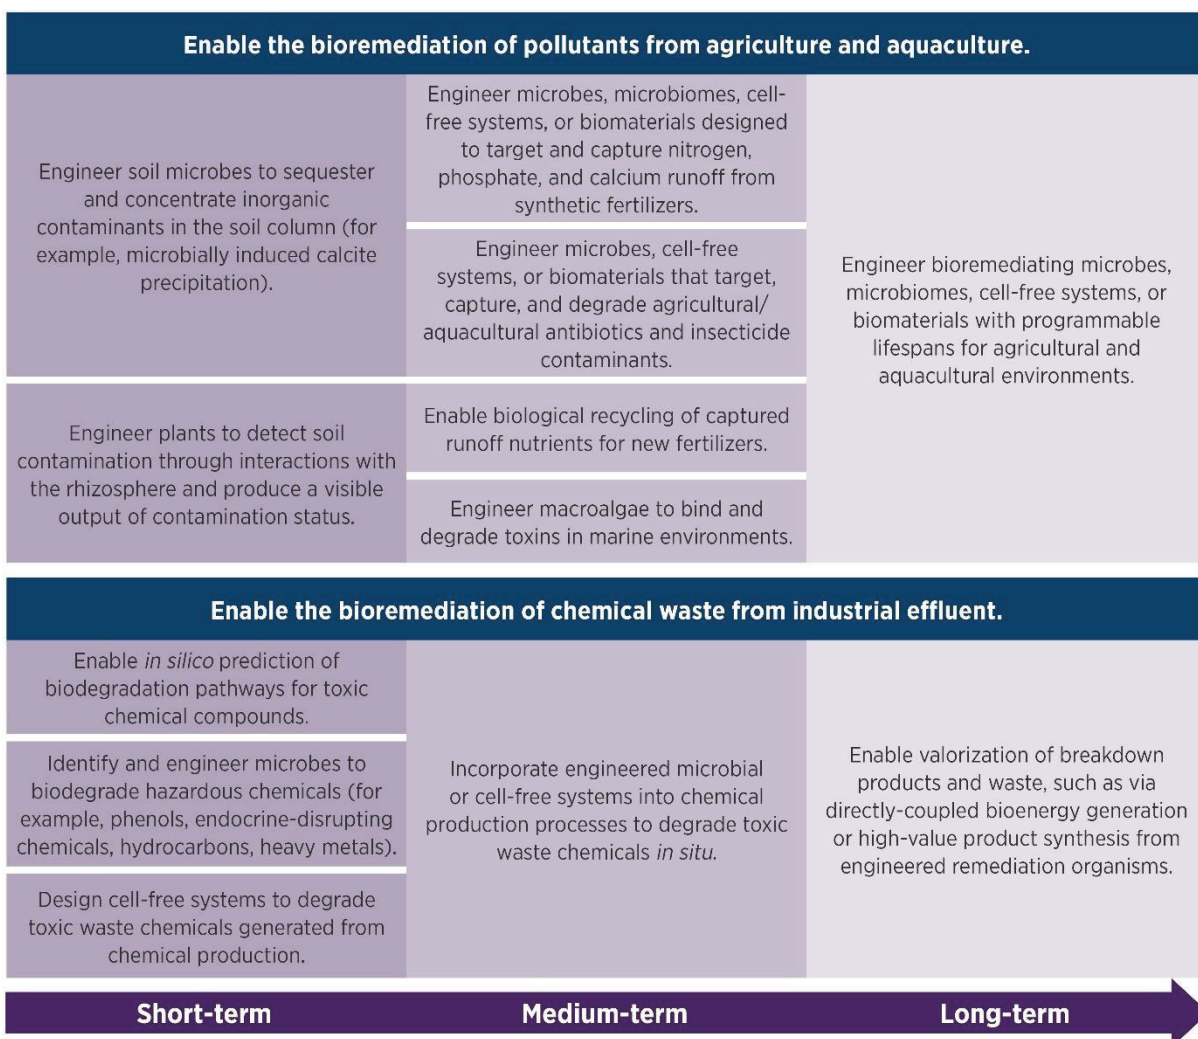 Enable the bioremediation of pollutants from agriculture and aquaculture.
Engineer soil microbes to sequester
and concentrate inorganic
contaminants in the soil column (for
example, microbially induced calcite
precipitation).
Engineer plants to detect soil
contamination through interactions with
the rhizosphere and produce a visible
output of contamination status.
Engineer microbes, microbiomes, cell-
free systems, or biomaterials designed
to target and capture nitrogen,
phosphate, and calcium runoff from
synthetic fertilizers.
Engineer microbes, cell-free
systems, or biomaterials that target,
capture, and degrade agricultural/
aquacultural antibiotics and insecticide
contaminants.
Enable biological recycling of captured
runoff nutrients for new fertilizers.
Engineer macroalgae to bind and
degrade toxins in marine environments.
Engineer bioremediating microbes,
microbiomes, cell-free systems, or
biomaterials with programmable
lifespans for agricultural and
aquacultural environments.
Enable the bioremediation of chemical waste from industrial effluent.
Enable in silico prediction of
biodegradation pathways for toxic
chemical compounds.
Identify and engineer microbes to
biodegrade hazardous chemicals (for
example, phenols, endocrine-disrupting
chemicals, hydrocarbons, heavy metals).
Design cell-free systems to degrade
toxic waste chemicals generated from
chemical production.
Incorporate engineered microbial
or cell-free systems into chemical
production processes to degrade toxic
waste chemicals in situ.
Enable valorization of breakdown
products and waste, such as via
directly-coupled bioenergy generation
or high-value product synthesis from
engineered remediation organisms.
Short-term
Medium-term
Long-term